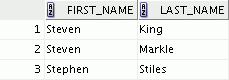 FIRST_NAME LAST_NAME
1 Steven King
2 Steven Markle
3 Stephen Stiles